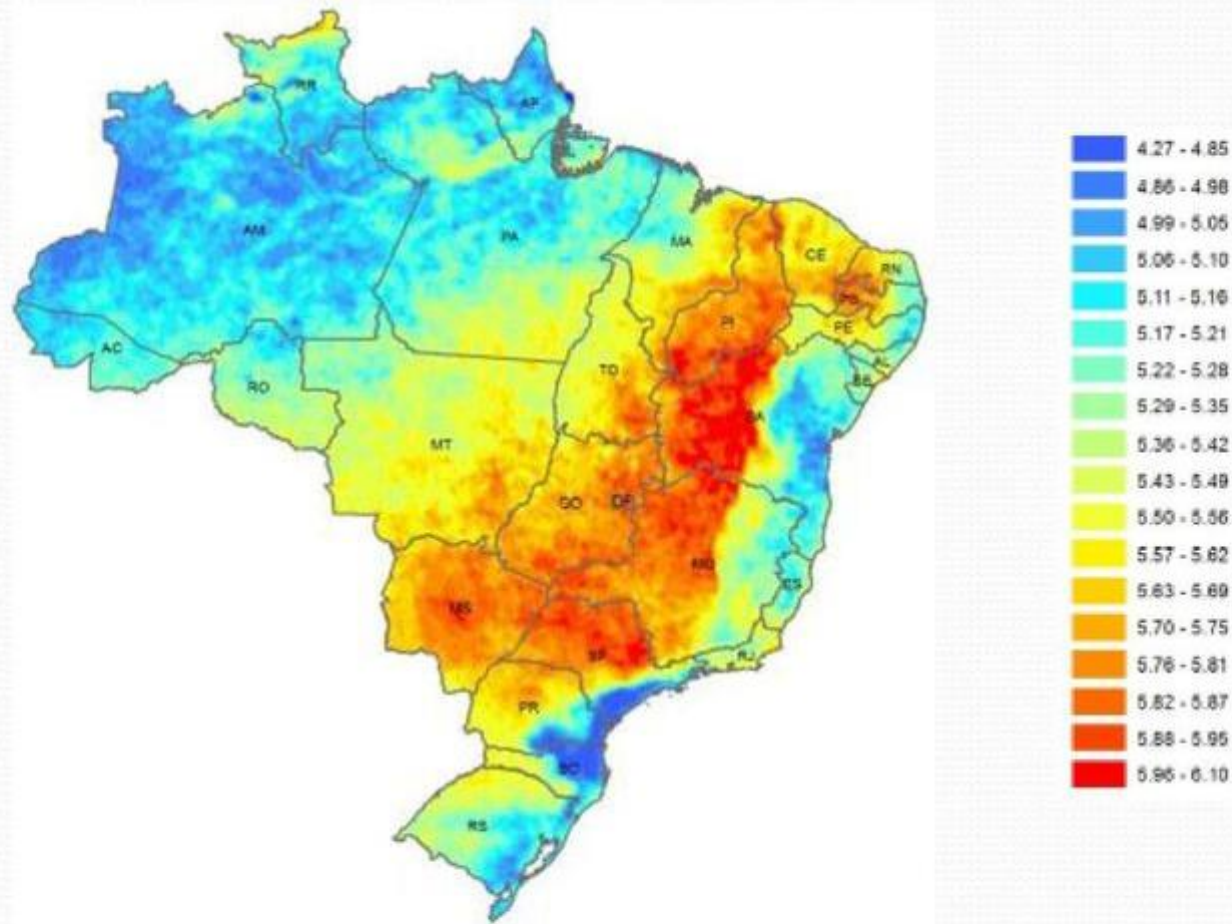 RR
AP
AM
PA
MA
CE
RN
PB
PE
PI
AL
SE
AC
RO
TO
BA
MT
GO
DF
MG
ES
MS
SP
RJ
PR
SC
RS
4.27 - 4.85
4.86 - 4.98
4.99 - 5.05
5.06 - 5.10
5.11 - 5.16
5.17 - 5.21
5.22 - 5.28
5.29 - 5.35
5.36 - 5.42
5.43 - 5.49
5.50 - 5.56
5.57 - 5.62
5.63 - 5.69
5.70 - 5.75
5.76 - 5.81
5.82 - 5.87
5.88 - 5.95
5.96 - 6.10